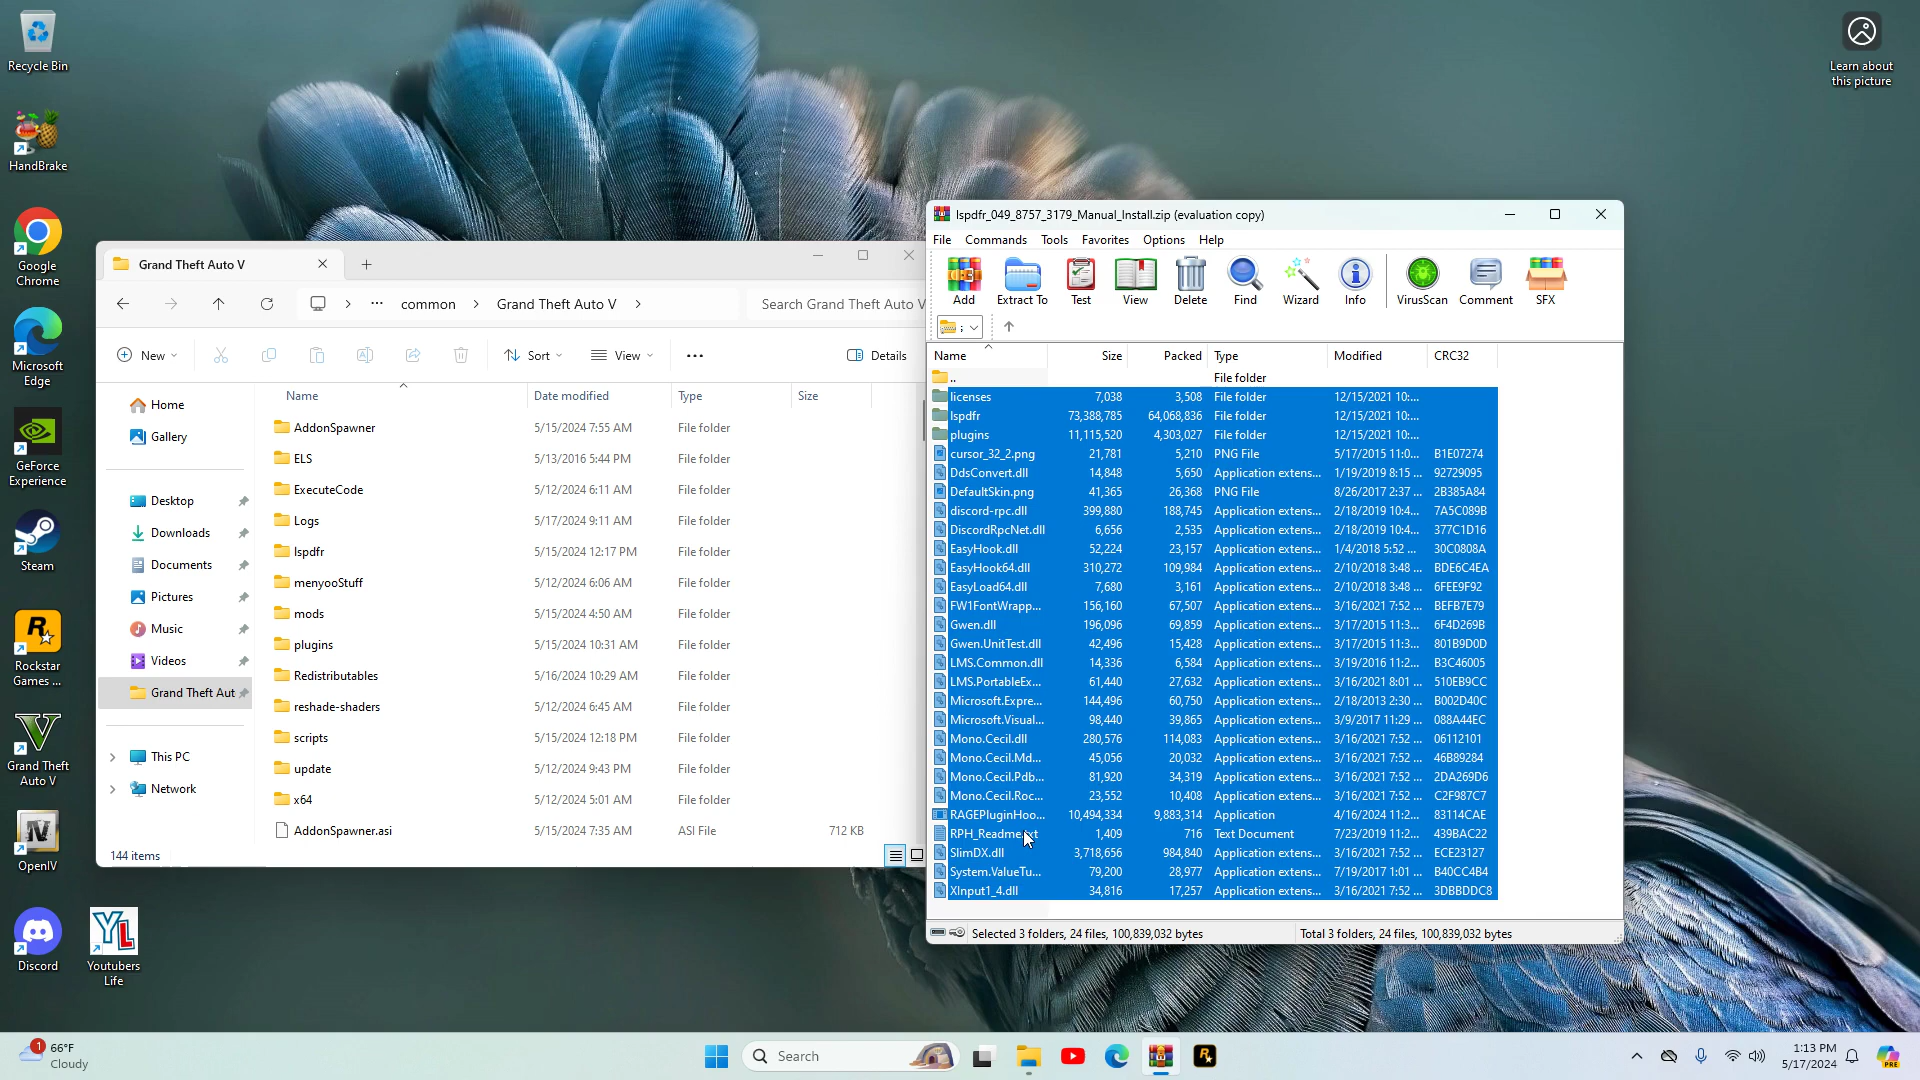 Recycle Bin
HandBrake
Google
Chrome
Microsoft
Edge
GeForce
Experience
Steam
Rockstar
Games ...
Grand Theft
Auto V
OpenIV
Discord
Youtubers
Life
Learn about
this picture
Grand Theft Auto V
common > Grand Theft Auto V >
Search Grand Theft Auto V
New
Sort
View
Details
Home
Gallery
Desktop
Downloads
Documents
Pictures
Music
Videos
Grand Theft Aut
This PC
Network
Name Date modified Type Size
AddonSpawner 5/15/2024 7:55 AM File folder
ELS 5/13/2016 5:44 PM File folder
ExecuteCode 5/12/2024 6:11 AM File folder
Logs 5/17/2024 9:11 AM File folder
lspdfr 5/15/2024 12:17 PM File folder
menyooStuff 5/12/2024 6:06 AM File folder
mods 5/15/2024 4:50 AM File folder
plugins 5/15/2024 10:31 AM File folder
Redistributables 5/16/2024 10:29 AM File folder
reshade-shaders 5/12/2024 6:45 AM File folder
scripts 5/15/2024 12:18 PM File folder
update 5/12/2024 9:43 PM File folder
x64 5/12/2024 5:01 AM File folder
AddonSpawner.asi 5/15/2024 7:35 AM ASI File 712 KB
144 items
lspdfr_049_8757_3179_Manual_Install.zip (evaluation copy)
File Commands Tools Favorites Options Help
Add Extract To Test View Delete Find Wizard Info VirusScan Comment SFX
Name Size Packed Type Modified CRC32
.. File folder
licenses 7,038 3,508 File folder 12/15/2021 10:...
lspdfr 73,388,785 64,068,836 File folder 12/15/2021 10:...
plugins 11,115,520 4,303,027 File folder 12/15/2021 10:...
cursor_32_2.png 21,781 5,210 PNG File 5/17/2015 11:0... B1E07274
DdsConvert.dll 14,848 5,650 Application extens... 1/19/2019 8:15 ... 92729095
DefaultSkin.png 41,365 26,368 PNG File 8/26/2017 2:37 ... 2B385A84
discord-rpc.dll 399,880 188,745 Application extens... 2/18/2019 10:4... 7A5C089B
DiscordRpcNet.dll 6,656 2,535 Application extens... 2/18/2019 10:4... 377C1D16
EasyHook.dll 52,224 23,157 Application extens... 1/4/2018 5:52 ... 30C0808A
EasyHook64.dll 310,272 109,984 Application extens... 2/10/2018 3:48 ... BDE6C4EA
EasyLoad64.dll 7,680 3,161 Application extens... 2/10/2018 3:48 ... 6FEE9F92
FW1FontWrapp... 156,160 67,507 Application extens... 3/16/2021 7:52 ... BEFB7E79
Gwen.dll 196,096 69,859 Application extens... 3/17/2015 11:3... 6F4D269B
Gwen.UnitTest.dll 42,496 15,428 Application extens... 3/17/2015 11:3... 801B9D0D
LMS.Common.dll 14,336 6,584 Application extens... 3/19/2016 11:2... B3C46005
LMS.PortableEx... 61,440 27,632 Application extens... 3/16/2021 8:01 ... 510EB9CC
Microsoft.Expre... 144,496 60,750 Application extens... 2/18/2013 2:30 ... B002D40C
Microsoft.Visual... 98,440 39,865 Application extens... 3/9/2017 11:29 ... 088A44EC
Mono.Cecil.dll 280,576 114,083 Application extens... 3/16/2021 7:52 ... 06112101
Mono.Cecil.Md... 45,056 20,032 Application extens... 3/16/2021 7:52 ... 46B89284
Mono.Cecil.Pdb... 81,920 34,319 Application extens... 3/16/2021 7:52 ... 2DA269D6
Mono.Cecil.Roc... 23,552 10,408 Application extens... 3/16/2021 7:52 ... C2F987C7
RAGEPluginHoo... 10,494,334 9,883,314 Application 4/16/2024 11:2... 83114CAE
RPH_Readme.txt 1,409 716 Text Document 7/23/2019 11:2... 439BAC22
SlimDX.dll 3,718,656 984,840 Application extens... 3/16/2021 7:52 ... ECE23127
System.ValueTu... 79,200 28,977 Application extens... 7/19/2017 1:01 ... B40CC4B4
XInput1_4.dll 34,816 17,257 Application extens... 3/16/2021 7:52 ... 3DBBDDC8
Selected 3 folders, 24 files, 100,839,032 bytes
Total 3 folders, 24 files, 100,839,032 bytes
1
66°F
Cloudy
Search
1:13 PM
5/17/2024
PRE